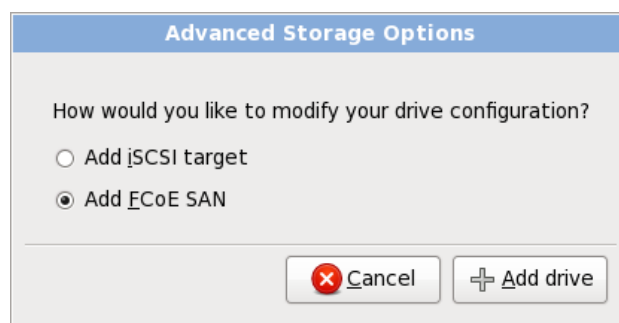 Advanced Storage Options
How would you like to modify your drive configuration?
Add iSCSI target
Add FCoE SAN
Cancel
Add drive